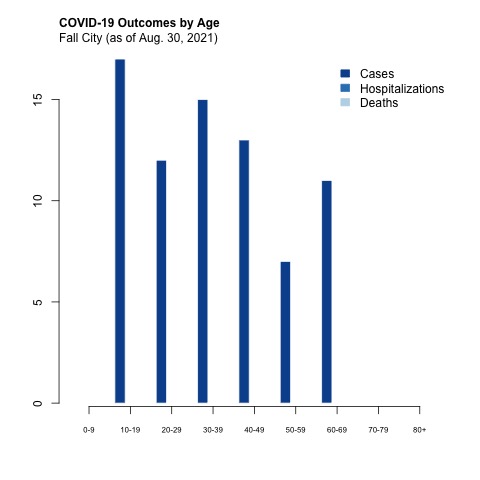 COVID-19 Outcomes by Age
Fall City (as of Aug. 30, 2021)
Cases
Hospitalizations
Deaths
15
10
5
0
0-9 10-19 20-29 30-39 40-49 50-59 60-69 70-79 80+